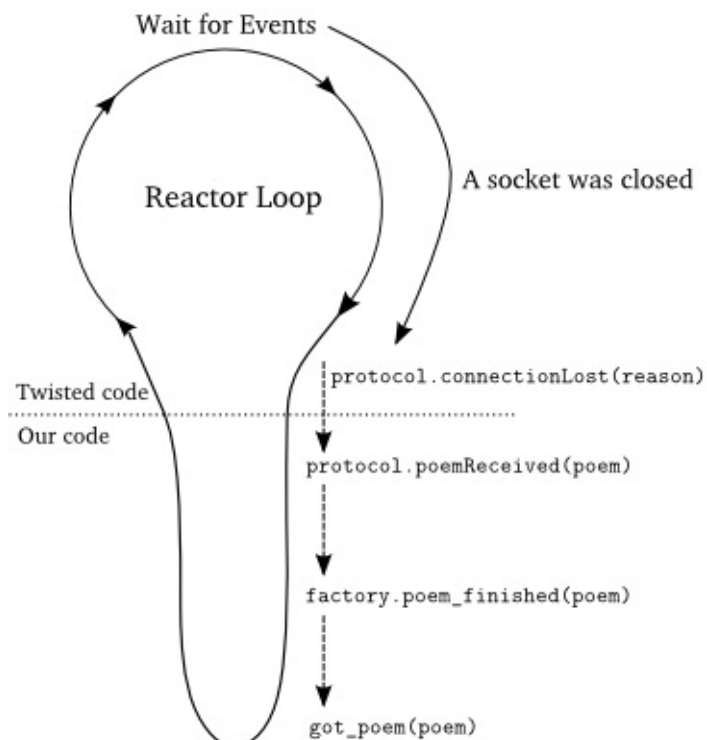 Wait for Events
A socket was closed
Reactor Loop
protocol.connectionLost(reason)
Twisted code
Our code
protocol.poemReceived(poem)
factory.poem_finished(poem)
got_poem(poem)